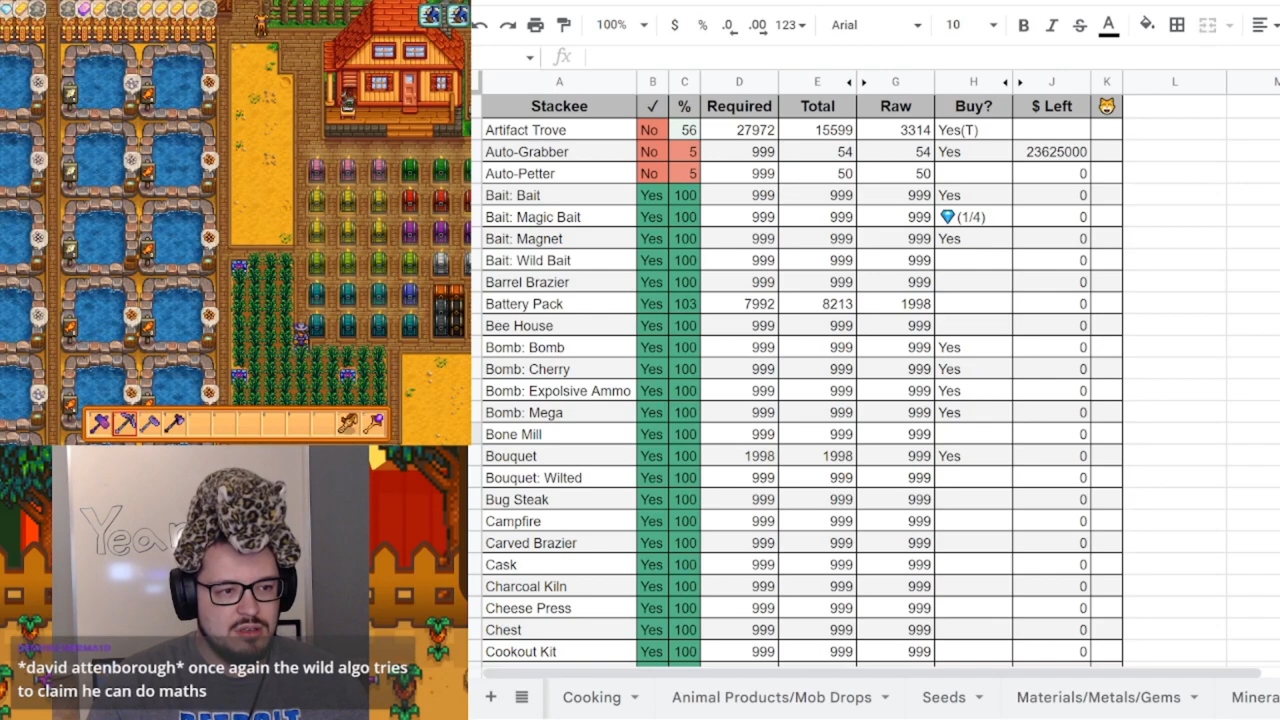 100% $ % .0 .00 123 Arial 10 B I S A
fx
A B C D E G H J K L
Stackee ✓ % Required Total Raw Buy? $ Left
Artifact Trove No 56 27972 15599 3314 Yes(T)
Auto-Grabber No 5 999 54 54 Yes 23625000
Auto-Petter No 5 999 50 50 0
Bait: Bait Yes 100 999 999 999 Yes 0
Bait: Magic Bait Yes 100 999 999 999 💎(1/4) 0
Bait: Magnet Yes 100 999 999 999 Yes 0
Bait: Wild Bait Yes 100 999 999 999 0
Barrel Brazier Yes 100 999 999 999 0
Battery Pack Yes 103 7992 8213 1998 0
Bee House Yes 100 999 999 999 0
Bomb: Bomb Yes 100 999 999 999 Yes 0
Bomb: Cherry Yes 100 999 999 999 Yes 0
Bomb: Expolsive Ammo Yes 100 999 999 999 Yes 0
Bomb: Mega Yes 100 999 999 999 Yes 0
Bone Mill Yes 100 999 999 999 0
Bouquet Yes 100 1998 1998 999 Yes 0
Bouquet: Wilted Yes 100 999 999 999 0
Bug Steak Yes 100 999 999 999 0
Campfire Yes 100 999 999 999 0
Carved Brazier Yes 100 999 999 999 0
Cask Yes 100 999 999 999 0
Charcoal Kiln Yes 100 999 999 999 0
Cheese Press Yes 100 999 999 999 0
Chest Yes 100 999 999 999 0
Cookout Kit Yes 100 999 999 999 0
+ Cooking Animal Products/Mob Drops Seeds Materials/Metals/Gems Minera
Year
*david attenborough* once again the wild algo tries
to claim he can do maths
DETROIT